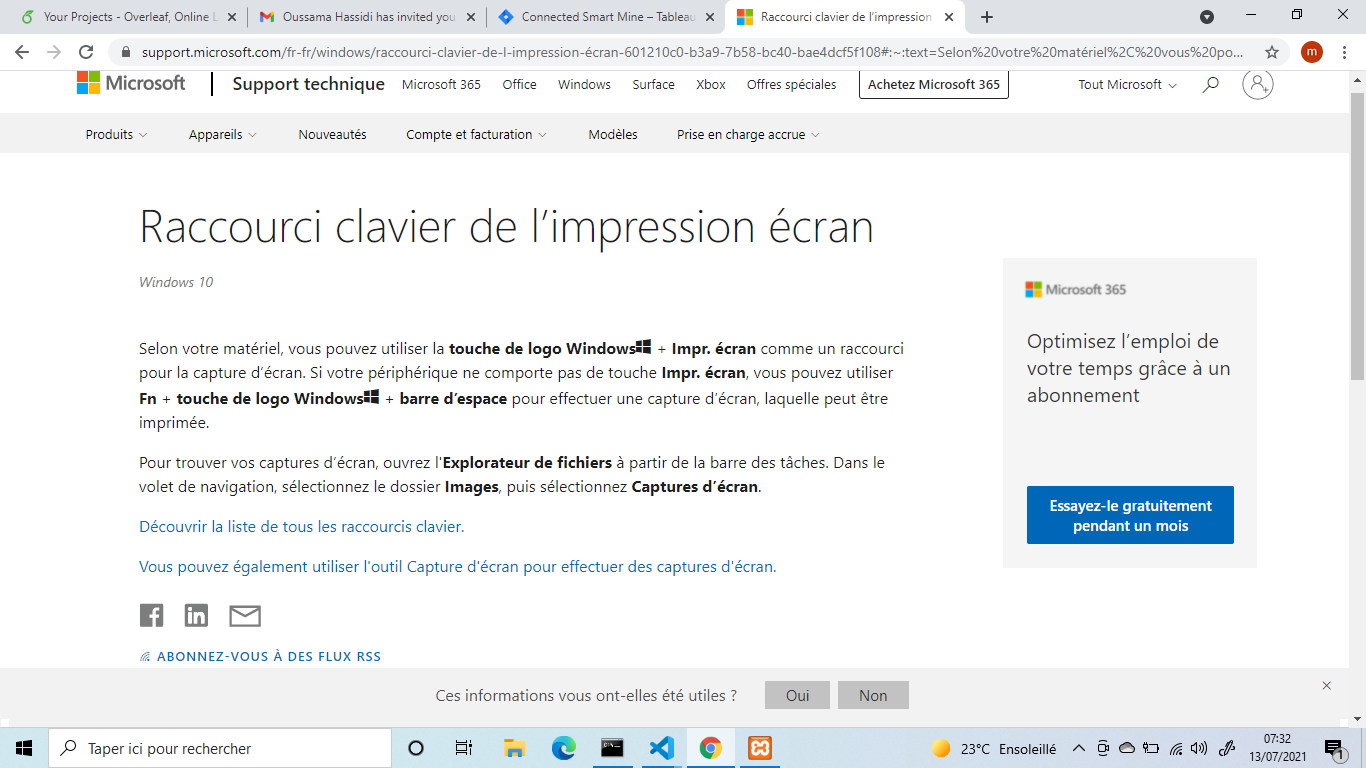 Your Projects - Overleaf, Online L
Oussama Hassidi has invited you
Connected Smart Mine – Tableau
Raccourci clavier de l'impression
support.microsoft.com/fr-fr/windows/raccourci-clavier-de-l-impression-écran-601210c0-b3a9-7b58-bc40-bae4dcf5f108#:~:text=Selon%20votre%20matériel%2C%20vous%20po...
m
Microsoft
Support technique
Microsoft 365
Office
Windows
Surface
Xbox
Offres spéciales
Achetez Microsoft 365
Tout Microsoft
Produits
Appareils
Nouveautés
Compte et facturation
Modèles
Prise en charge accrue
Raccourci clavier de l’impression écran
Windows 10
Selon votre matériel, vous pouvez utiliser la touche de logo Windows + Impr. écran comme un raccourci
pour la capture d’écran. Si votre périphérique ne comporte pas de touche Impr. écran, vous pouvez utiliser
Fn + touche de logo Windows + barre d’espace pour effectuer une capture d’écran, laquelle peut être
imprimée.
Pour trouver vos captures d’écran, ouvrez l'Explorateur de fichiers à partir de la barre des tâches. Dans le
volet de navigation, sélectionnez le dossier Images, puis sélectionnez Captures d’écran.
Découvrir la liste de tous les raccourcis clavier.
Vous pouvez également utiliser l'outil Capture d'écran pour effectuer des captures d'écran.
ABONNEZ-VOUS À DES FLUX RSS
Microsoft 365
Optimisez l’emploi de
votre temps grâce à un
abonnement
Essayez-le gratuitement
pendant un mois
Ces informations vous ont-elles été utiles ?
Oui
Non
Taper ici pour rechercher
23°C Ensoleillé
07:32
13/07/2021
1